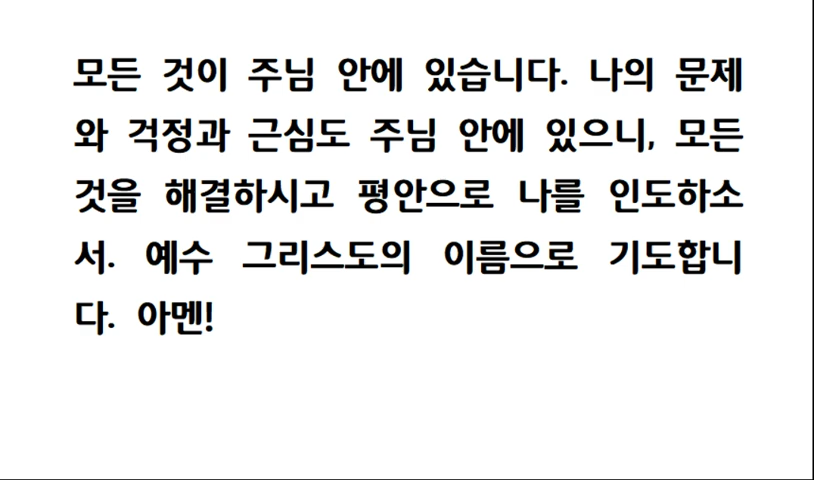 모든 것이 주님 안에 있습니다. 나의 문제
와 걱정과 근심도 주님 안에 있으니, 모든
것을 해결하시고 평안으로 나를 인도하소
서. 예수 그리스도의 이름으로 기도합니
다. 아멘!